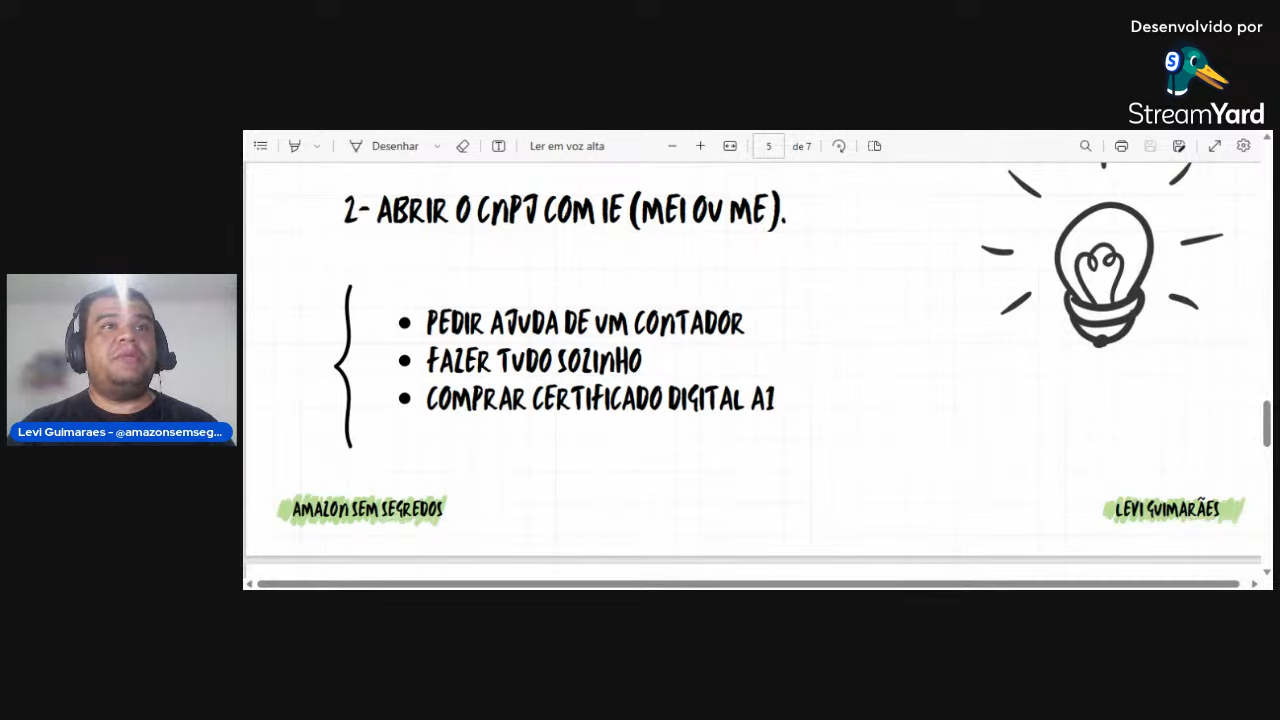 Desenvolvido por
S
StreamYard
Desenhar
Ler em voz alta
5
de 7
2- ABRIR O CNPJ COM IE (MEI OU ME).
PEDIR AJUDA DE UM CONTADOR
FAZER TUDO SOZINHO
COMPRAR CERTIFICADO DIGITAL A1
Levi Guimaraes - @amazonsemseg...
AMAZON SEM SEGREDOS
LEVI GUIMARÃES